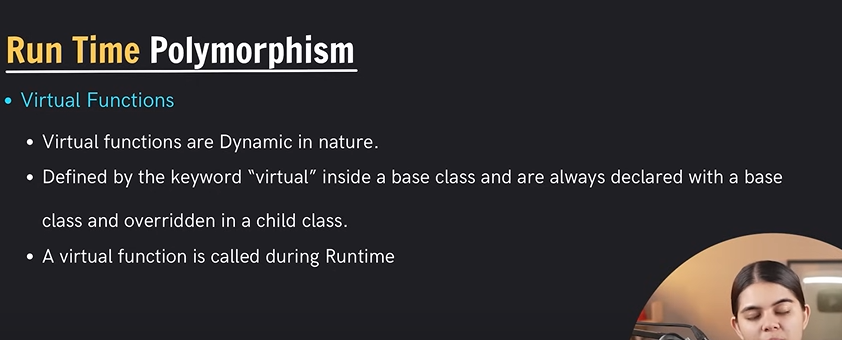 Run Time Polymorphism
• Virtual Functions
• Virtual functions are Dynamic in nature.
• Defined by the keyword “virtual” inside a base class and are always declared with a base
class and overridden in a child class.
• A virtual function is called during Runtime